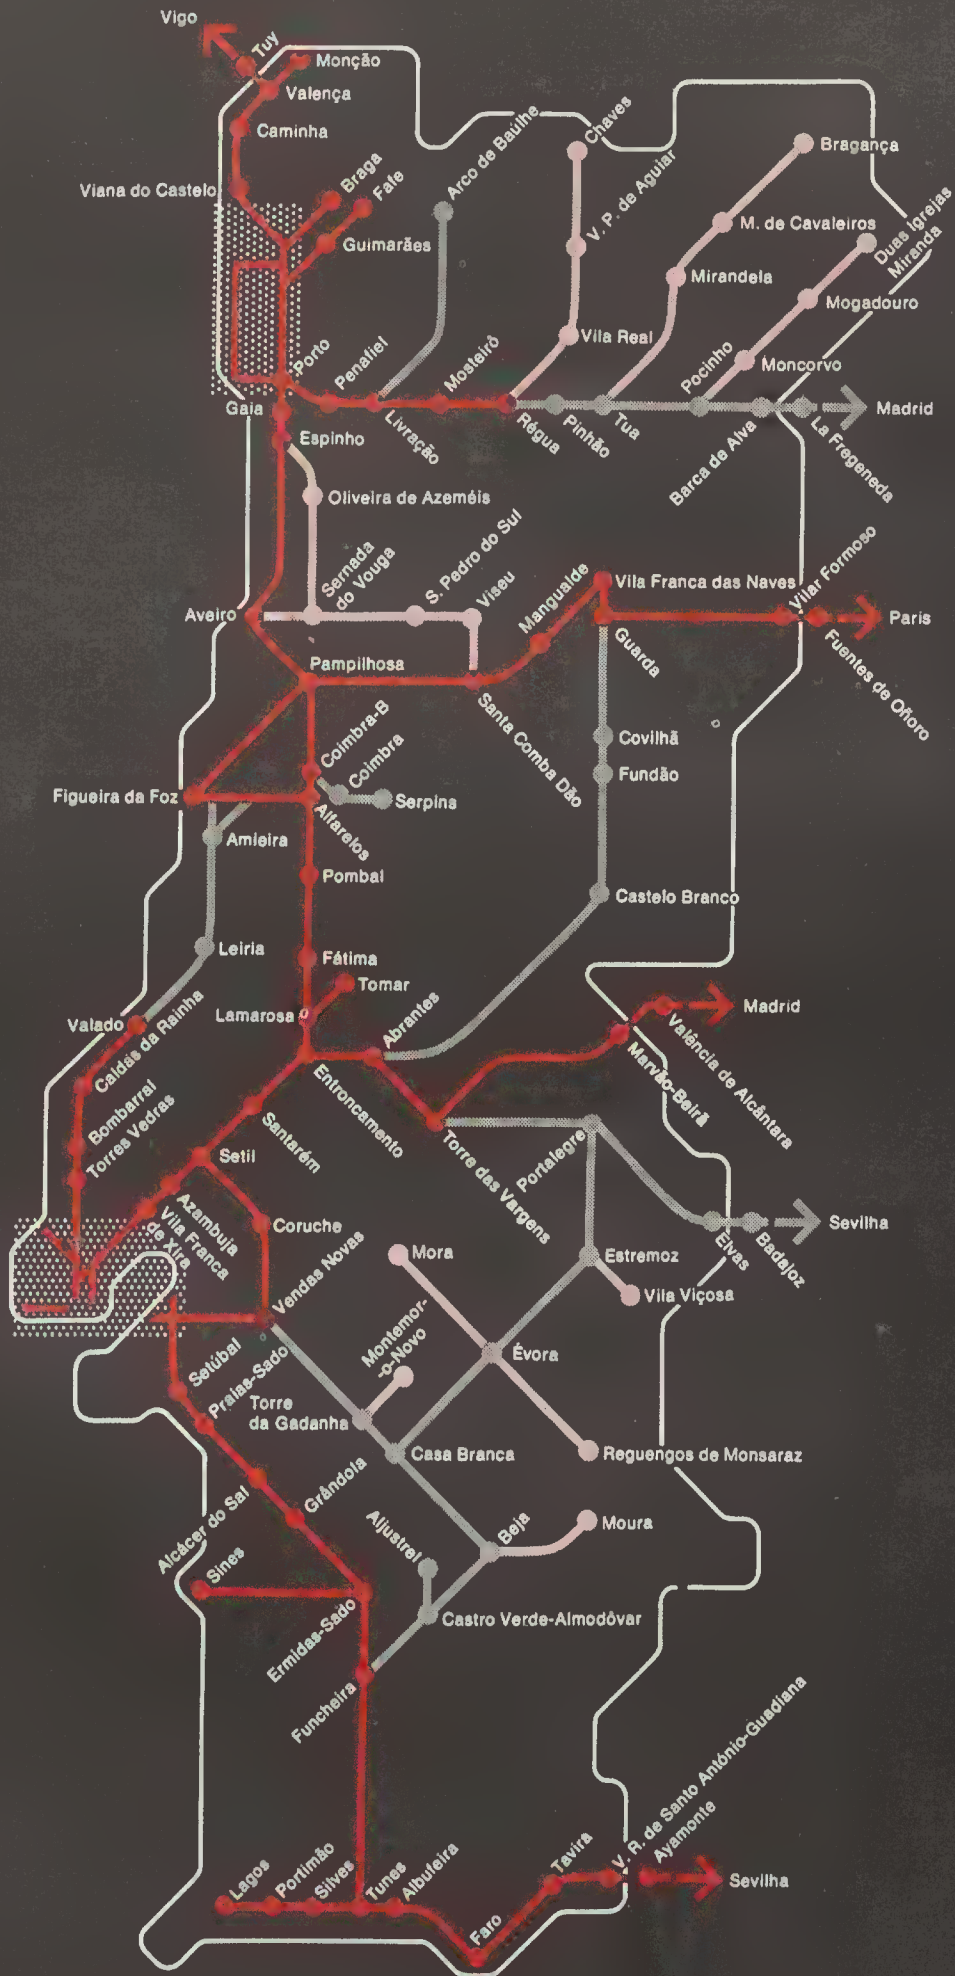 Vigo
Tuy
Monção
Valença
Caminha
Viana do Castelo
Braga
Fafe
Guimarães
Arco de Baúlhe
Chaves
V. P. de Aguiar
Vila Real
Bragança
M. de Cavaleiros
Mirandela
Duas Igrejas
Miranda
Mogadouro
Moncorvo
Pocinho
Porto
Penafiel
Mosteirô
Gaia
Livração
Régua
Pinhão
Tua
Barca de Alva
La Fregeneda
Madrid
Espinho
Oliveira de Azeméis
Sernada
do Vouga
S. Pedro do Sul
Viseu
Mangualde
Vila Franca das Naves
Vilar Formoso
Aveiro
Guarda
Fuentes de Oñoro
Paris
Pampilhosa
Santa Comba Dão
Coimbra-B
Coimbra
Serpins
Covilhã
Fundão
Figueira da Foz
Alfarelos
Amieira
Pombal
Castelo Branco
Leiria
Fátima
Tomar
Lamarosa
Valado
Caldas da Rainha
Abrantes
Madrid
Valência de Alcântara
Marvão-Beirã
Bombarral
Torres Vedras
Entroncamento
Santarém
Setil
Torre das Vargens
Portalegre
Azambuja
Vila Franca
de Xira
Coruche
Vendas Novas
Mora
Estremoz
Vila Viçosa
Elvas
Badajoz
Sevilha
Montemor-
-o-Novo
Évora
Setúbal
Praias-Sado
Torre
da Gadanha
Casa Branca
Reguengos de Monsaraz
Alcácer do Sal
Grândola
Aljustrel
Beja
Moura
Sines
Castro Verde-Almodôvar
Ermidas-Sado
Funcheira
Lagos
Portimão
Silves
Tunes
Albufeira
Faro
Tavira
V. R. de Santo António-Guadiana
Ayamonte
Sevilha